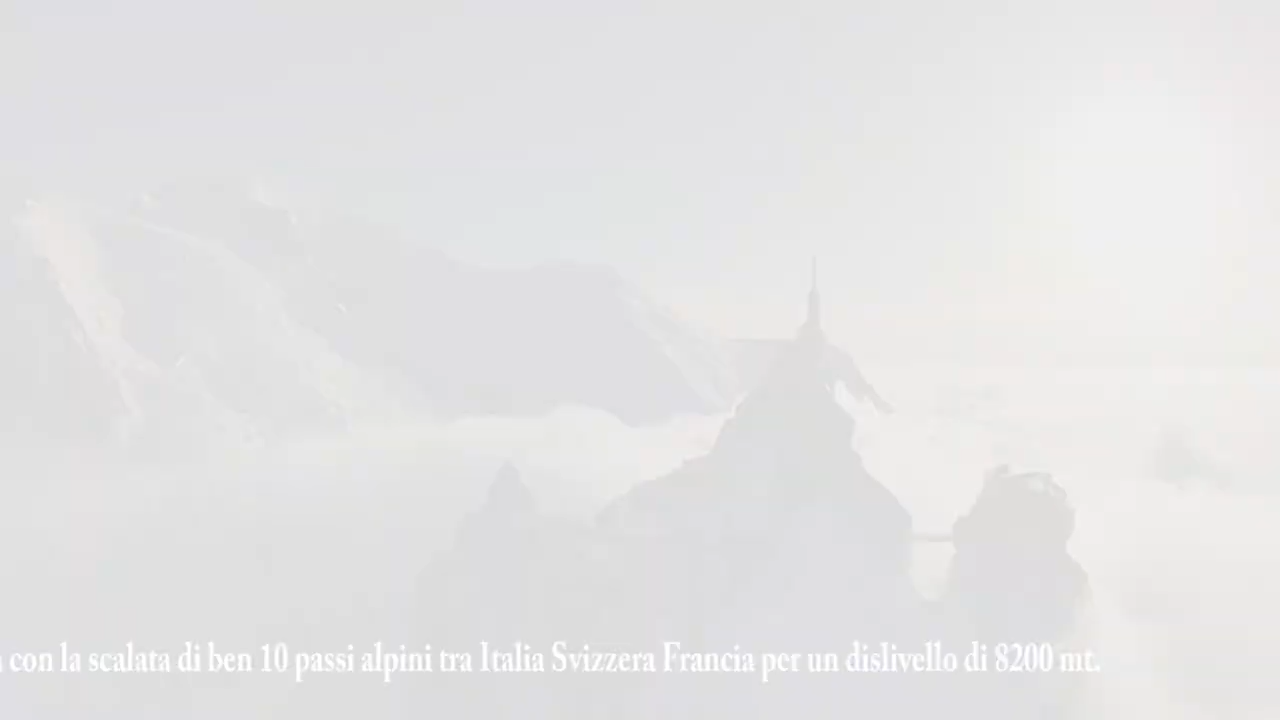 con la scalata di ben 10 passi alpini tra Italia Svizzera Francia per un dislivello di 8200 mt.